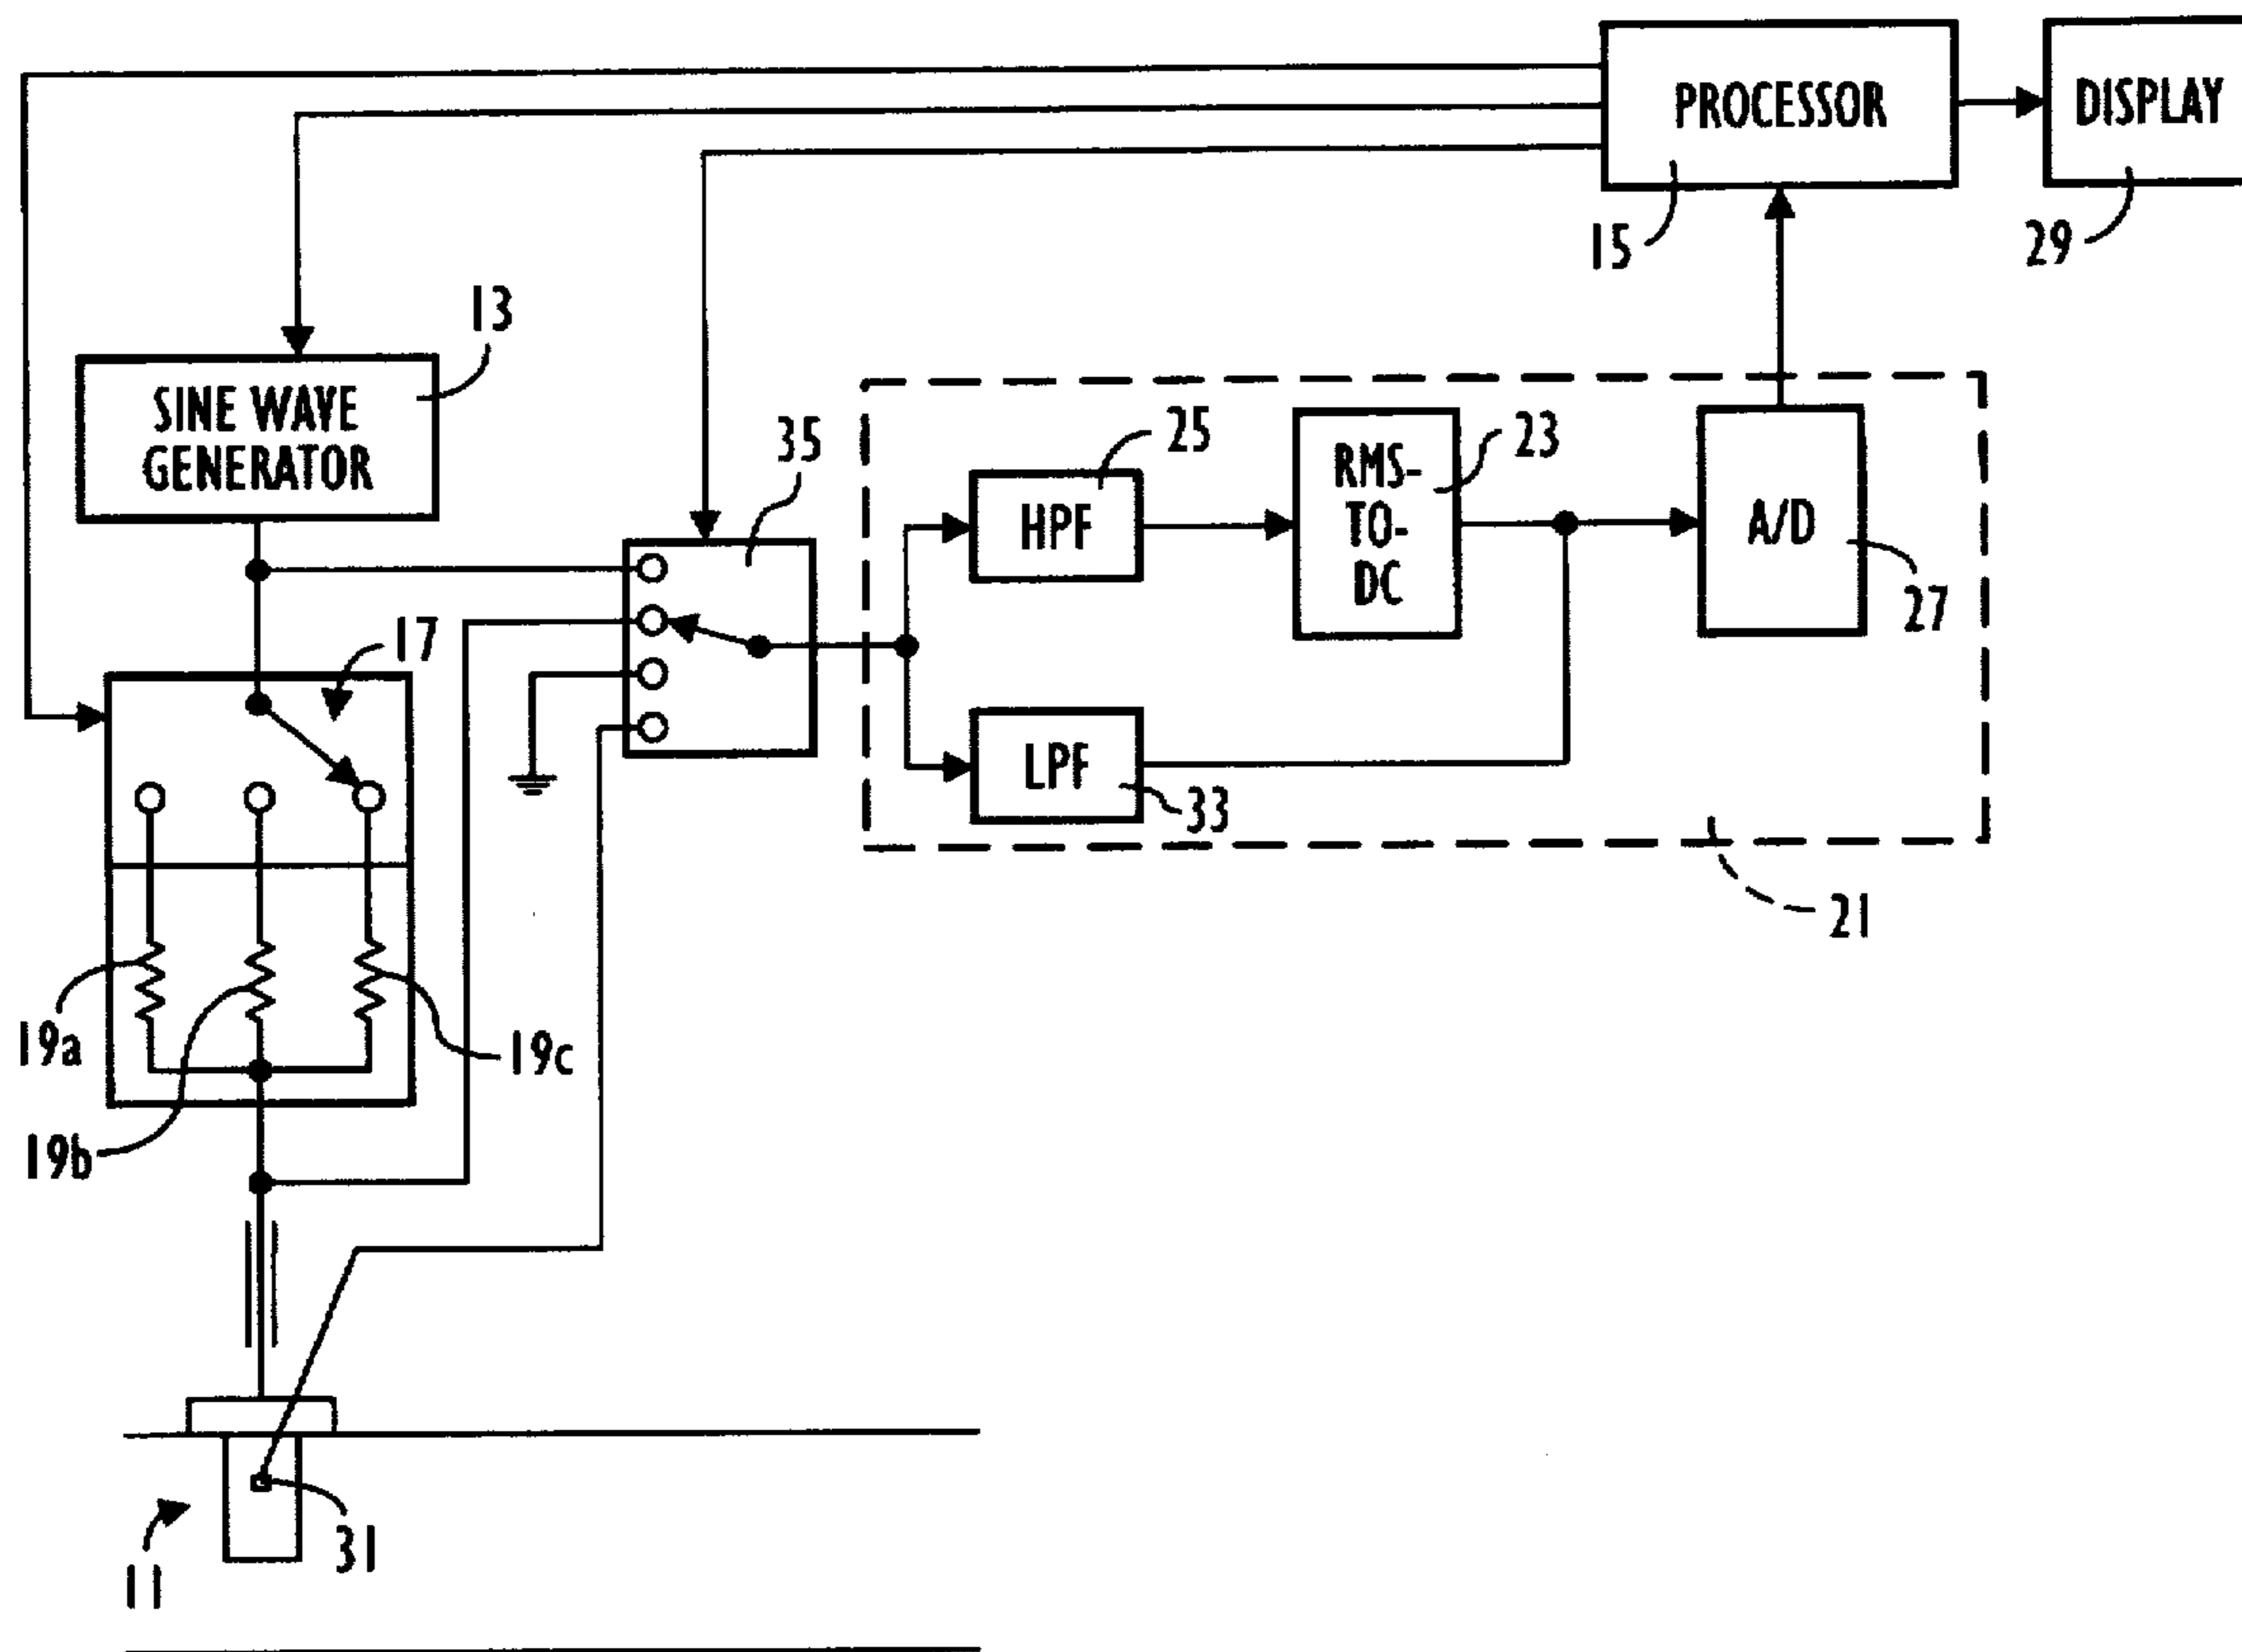 PROCESSOR
DISPLAY
15
29
13
SINE WAVE
GENERATOR
35
25
23
HPF
RMS-
TO-
DC
A/D
27
17
LPF
33
21
19a
19b
19c
31
11